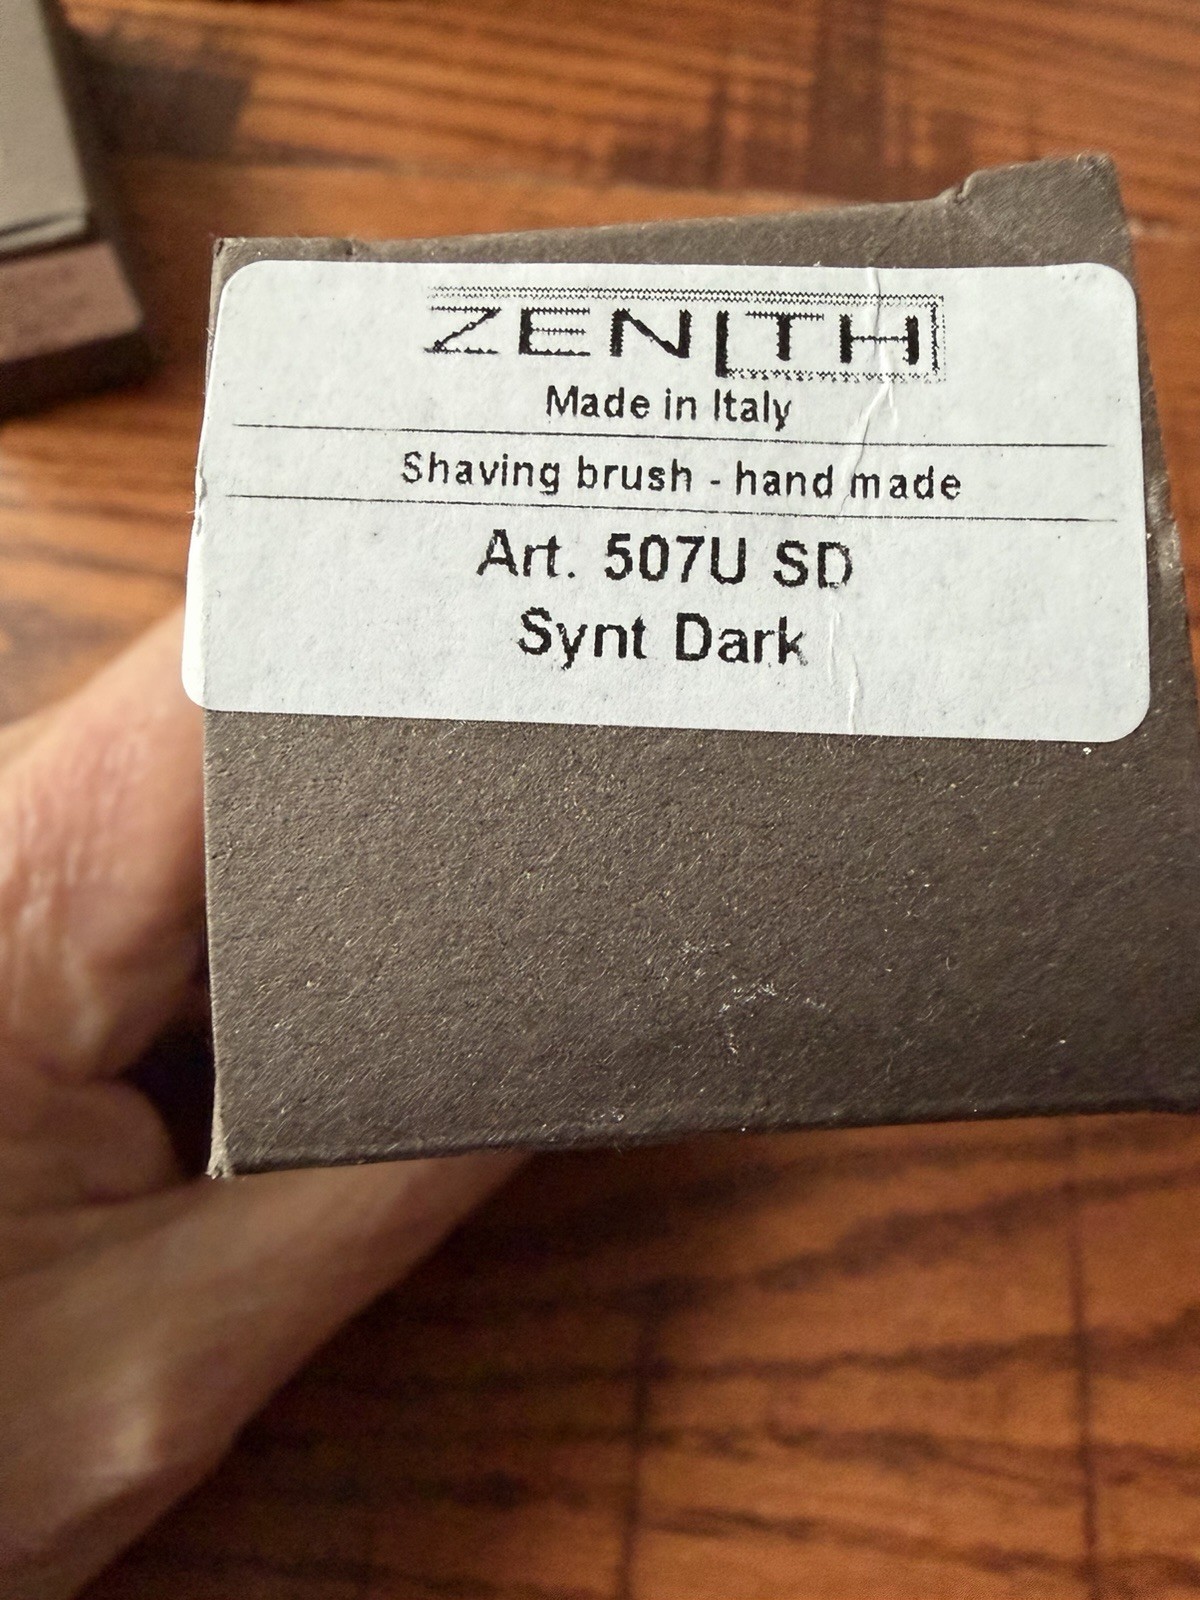 ZENITH
Made in Italy
Shaving brush - hand made
Art. 507U SD
Synt Dark